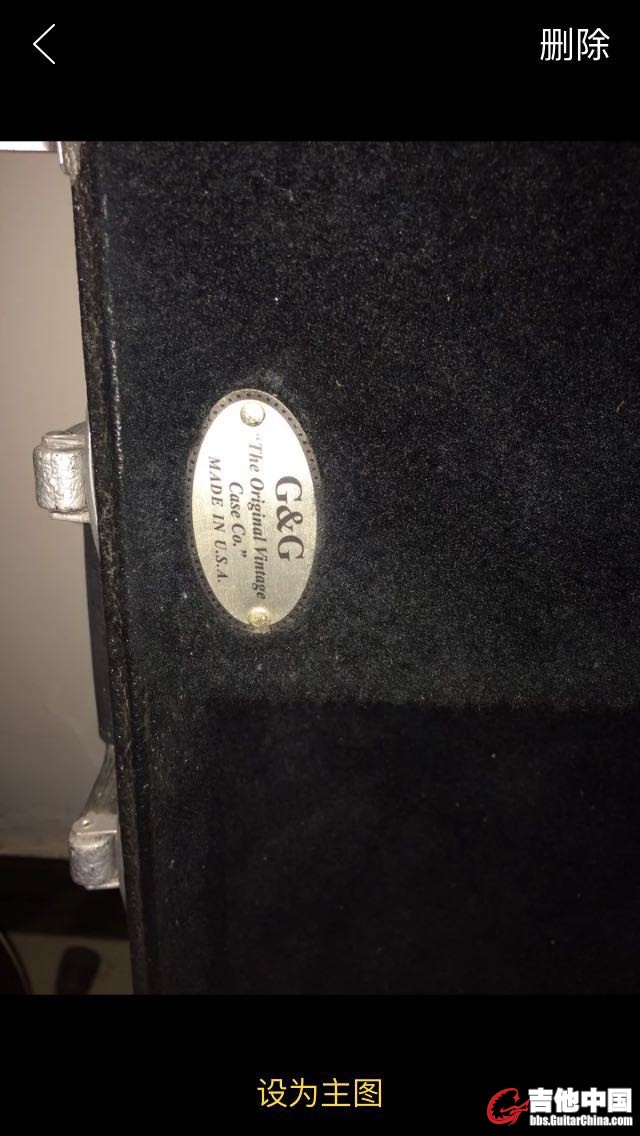 删除
G&G
“The Original Vintage
Case Co.”
MADE IN U.S.A.
设为主图
吉他中国
bbs.GuitarChina.com